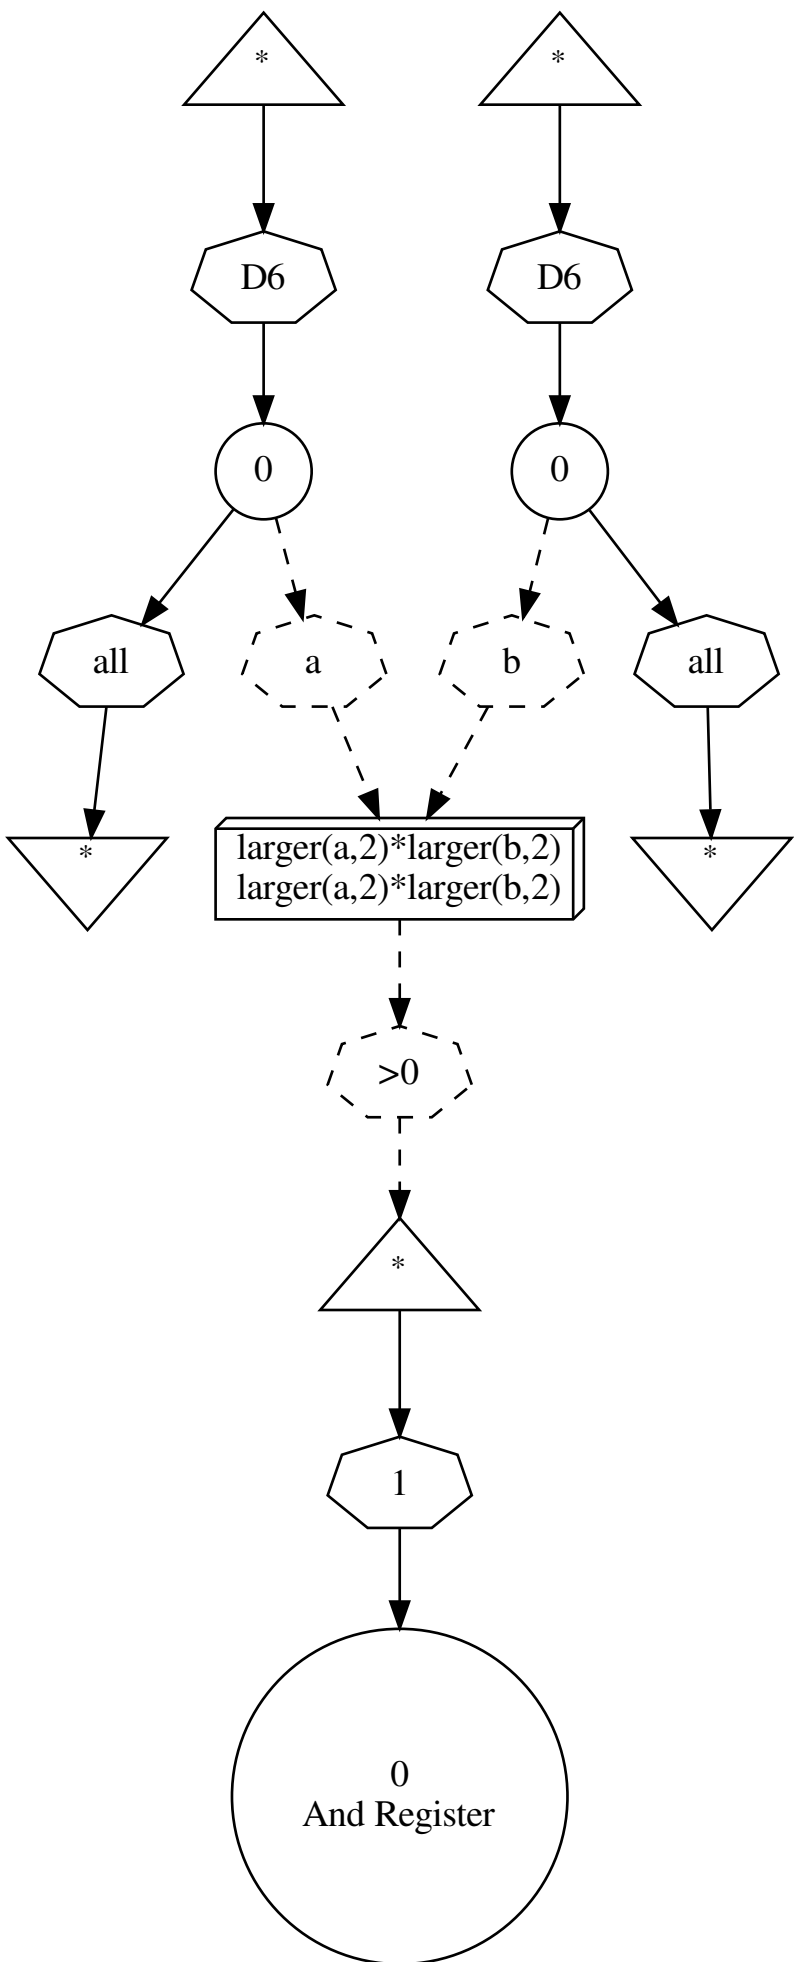 *
*
D6
D6
0
0
all
a
b
all
*
larger(a,2)*larger(b,2)
larger(a,2)*larger(b,2)
*
>0
*
1
0
And Register